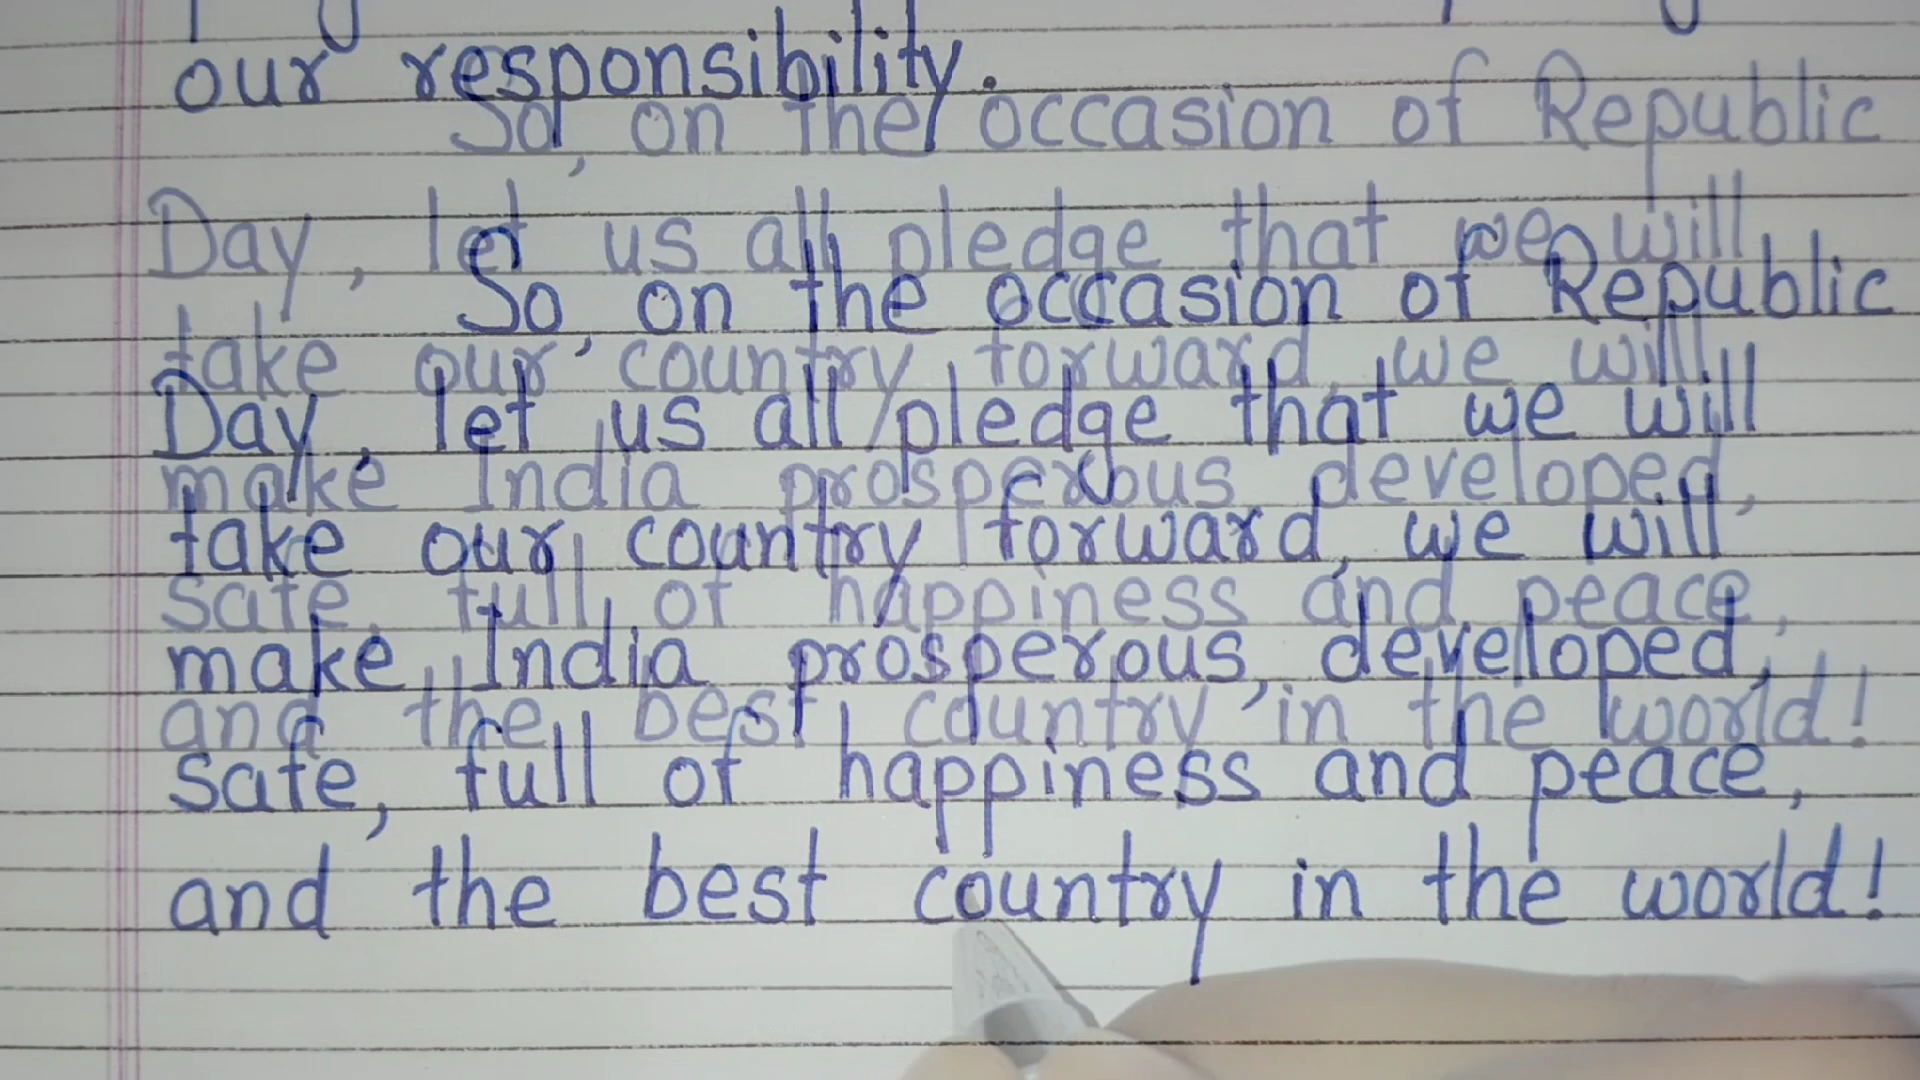 our responsibility.
So, on the occasion of Republic
Day, let us all pledge that we will
take our country forward, we will
make India prosperous, developed,
safe, full of happiness and peace,
and the best country in the world!